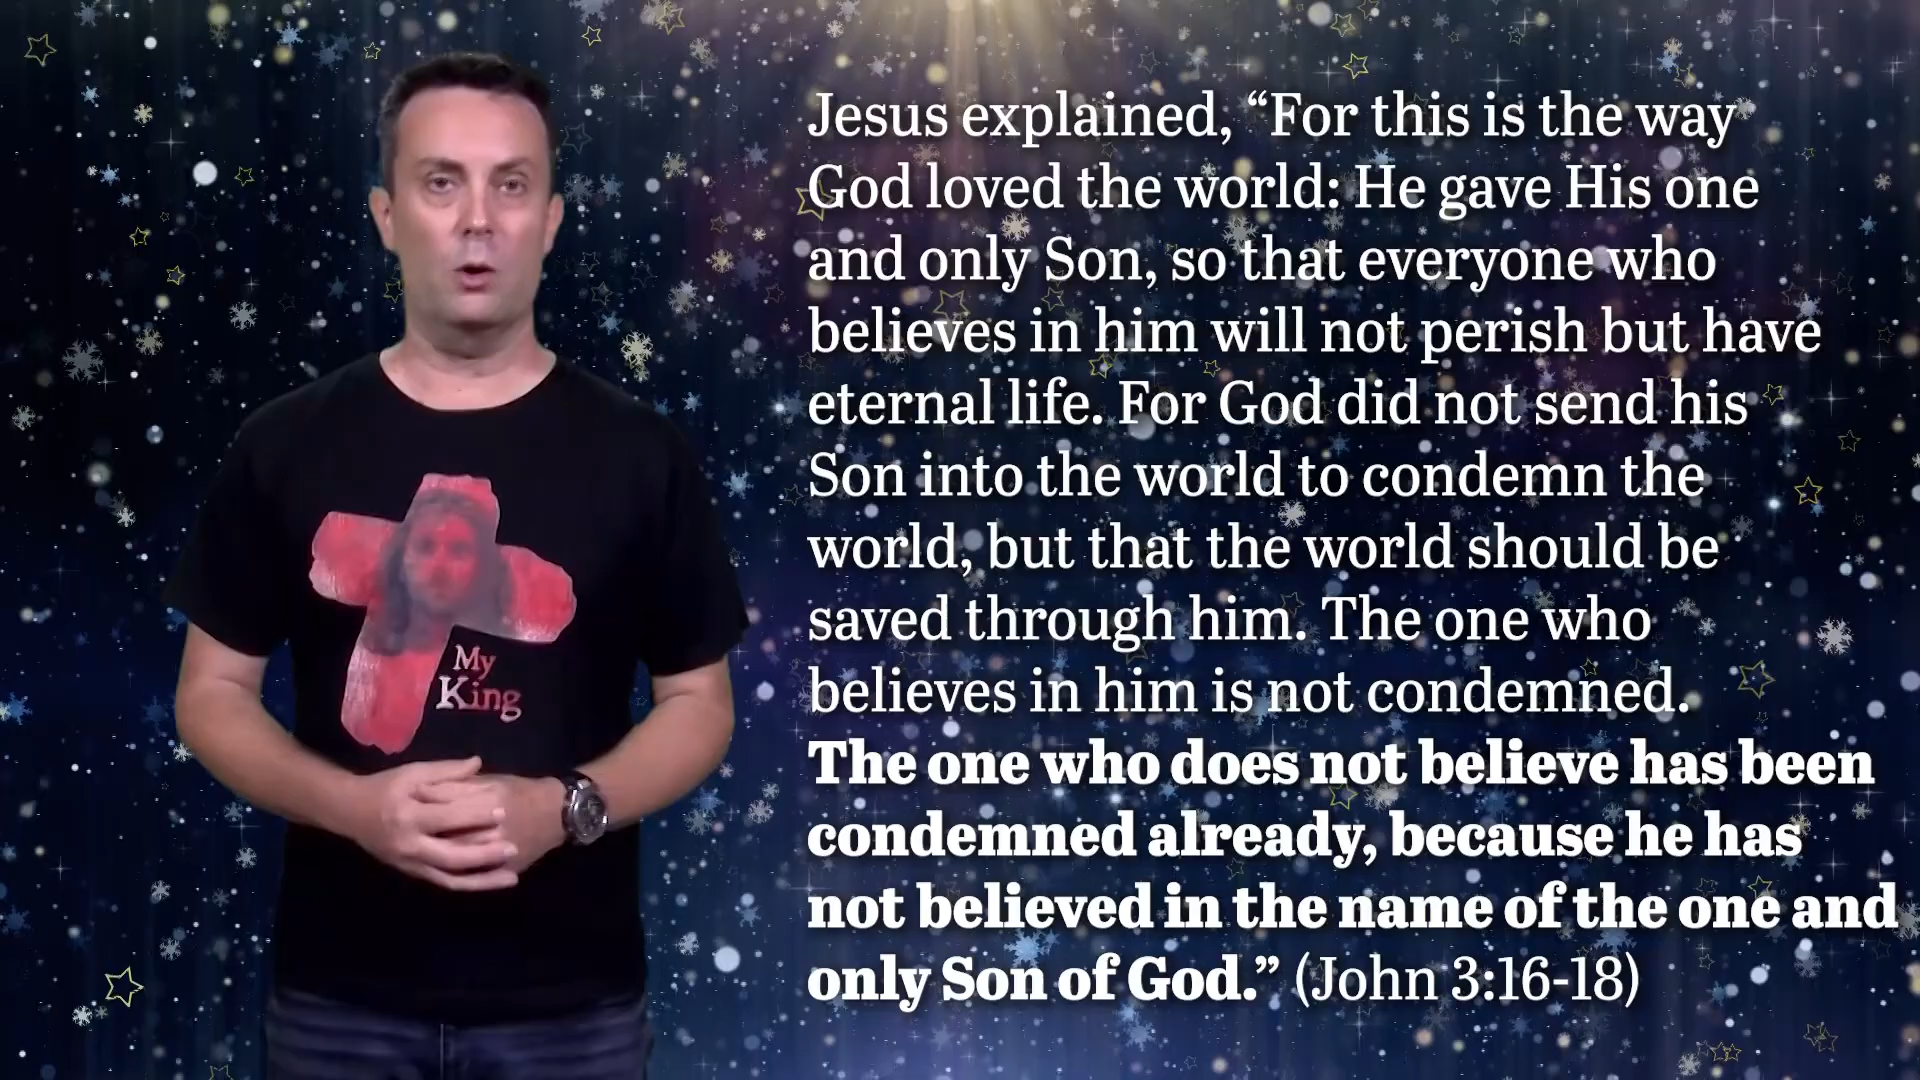 Jesus explained, “For this is the way
God loved the world: He gave His one
and only Son, so that everyone who
believes in him will not perish but have
eternal life. For God did not send his
Son into the world to condemn the
world, but that the world should be
saved through him. The one who
believes in him is not condemned.
The one who does not believe has been
condemned already, because he has
not believed in the name of the one and
only Son of God.” (John 3:16-18)
My
King